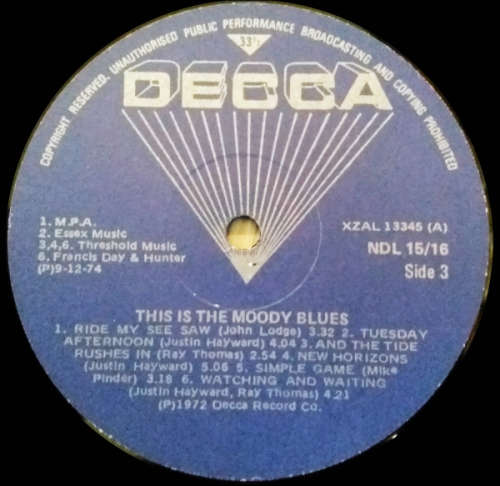 COPYRIGHT RESERVED. UNAUTHORISED PUBLIC PERFORMANCE BROADCASTING AND COPYING PROHIBITED
33⅓
DECCA
1. M.P.A.
2. Essex Music
3,4,6. Threshold Music
6. Francis Day & Hunter
(P)9-12-74
XZAL 13345 (A)
NDL 15/16
Side 3
THIS IS THE MOODY BLUES
1. RIDE MY SEE SAW (John Lodge) 3.32 2. TUESDAY
AFTERNOON (Justin Hayward) 4.04 3. AND THE TIDE
RUSHES IN (Ray Thomas) 2.54 4. NEW HORIZONS
(Justin Hayward) 5.06 5. SIMPLE GAME (Mike
Pinder) 3.18 6. WATCHING AND WAITING
(Justin Hayward, Ray Thomas) 4.21
(P)1972 Decca Record Co.